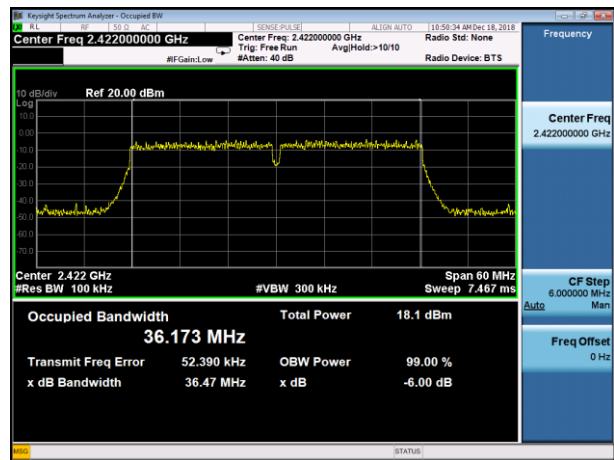 Keysight Spectrum Analyzer - Occupied BW
RL RF 50 Ω AC SENSE:PULSE ALIGN AUTO 10:50:34 AM Dec 18, 2018
Center Freq 2.422000000 GHz
Center Freq: 2.422000000 GHz Radio Std: None
Trig: Free Run Avg|Hold:>10/10
#IFGain:Low #Atten: 40 dB Radio Device: BTS
Frequency
10 dB/div Ref 20.00 dBm
Log
10.0
0.00
-10.0
-20.0
-30.0
-40.0
-50.0
-60.0
-70.0
Center 2.422 GHz Span 60 MHz
#Res BW 100 kHz #VBW 300 kHz Sweep 7.467 ms
Occupied Bandwidth Total Power 18.1 dBm
36.173 MHz
Transmit Freq Error 52.390 kHz OBW Power 99.00 %
x dB Bandwidth 36.47 MHz x dB -6.00 dB
Center Freq
2.422000000 GHz
CF Step
6.000000 MHz
Auto Man
Freq Offset
0 Hz
MSG STATUS